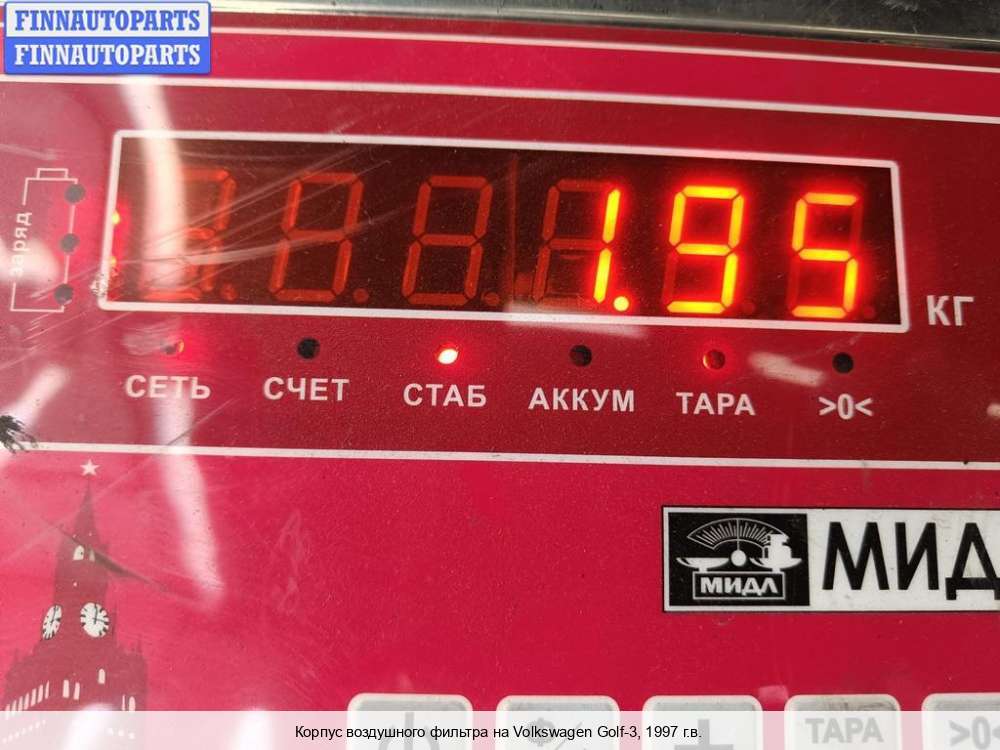 FINNAUTOPARTS
FINNAUTOPARTS
заряд
1.95
КГ
СЕТЬ СЧЕТ СТАБ АККУМ ТАРА >0<
МИДЛ
МИД
ТАРА >0<
Корпус воздушного фильтра на Volkswagen Golf-3, 1997 г.в.